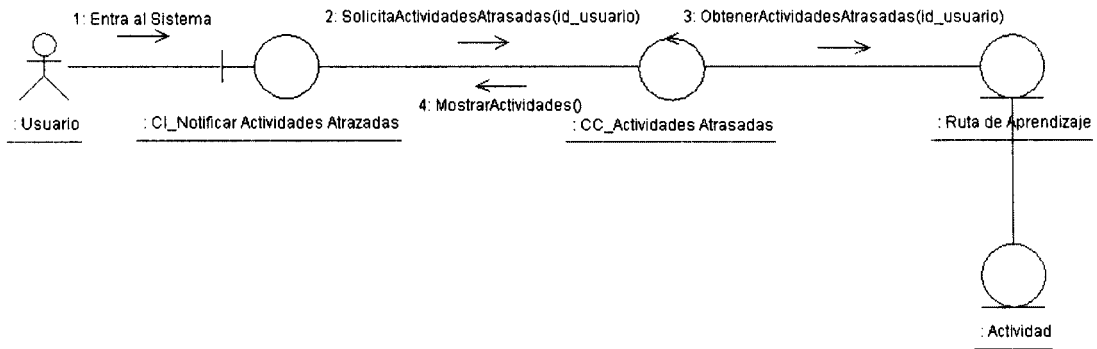 1: Entra al Sistema
2: SolicitaActividadesAtrasadas(id_usuario)
3: ObtenerActividadesAtrasadas(id_usuario)
4: MostrarActividades()
: Usuario
: CI_Notificar Actividades Atrazadas
: CC_Actividades Atrasadas
: Ruta de Aprendizaje
: Actividad